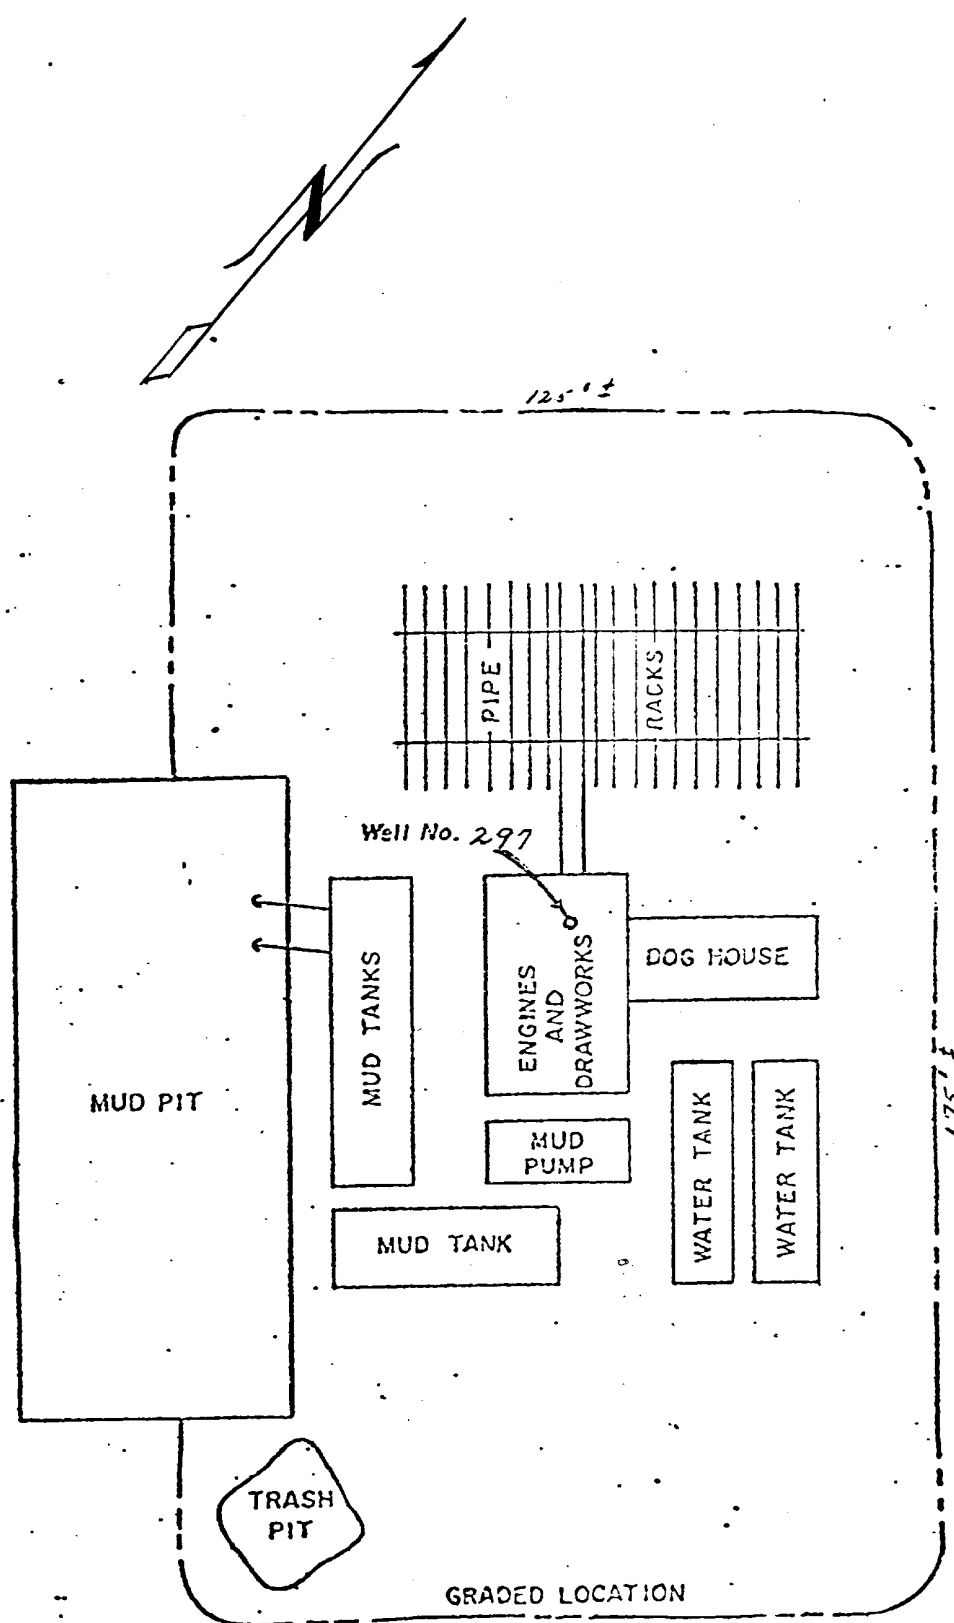 N
125' ±
PIPE
RACKS
Well No. 297
ENGINES
AND
DRAWWORKS
DOG HOUSE
MUD TANKS
MUD PIT
175' ±
MUD
PUMP
WATER TANK
WATER TANK
MUD TANK
TRASH
PIT
GRADED LOCATION